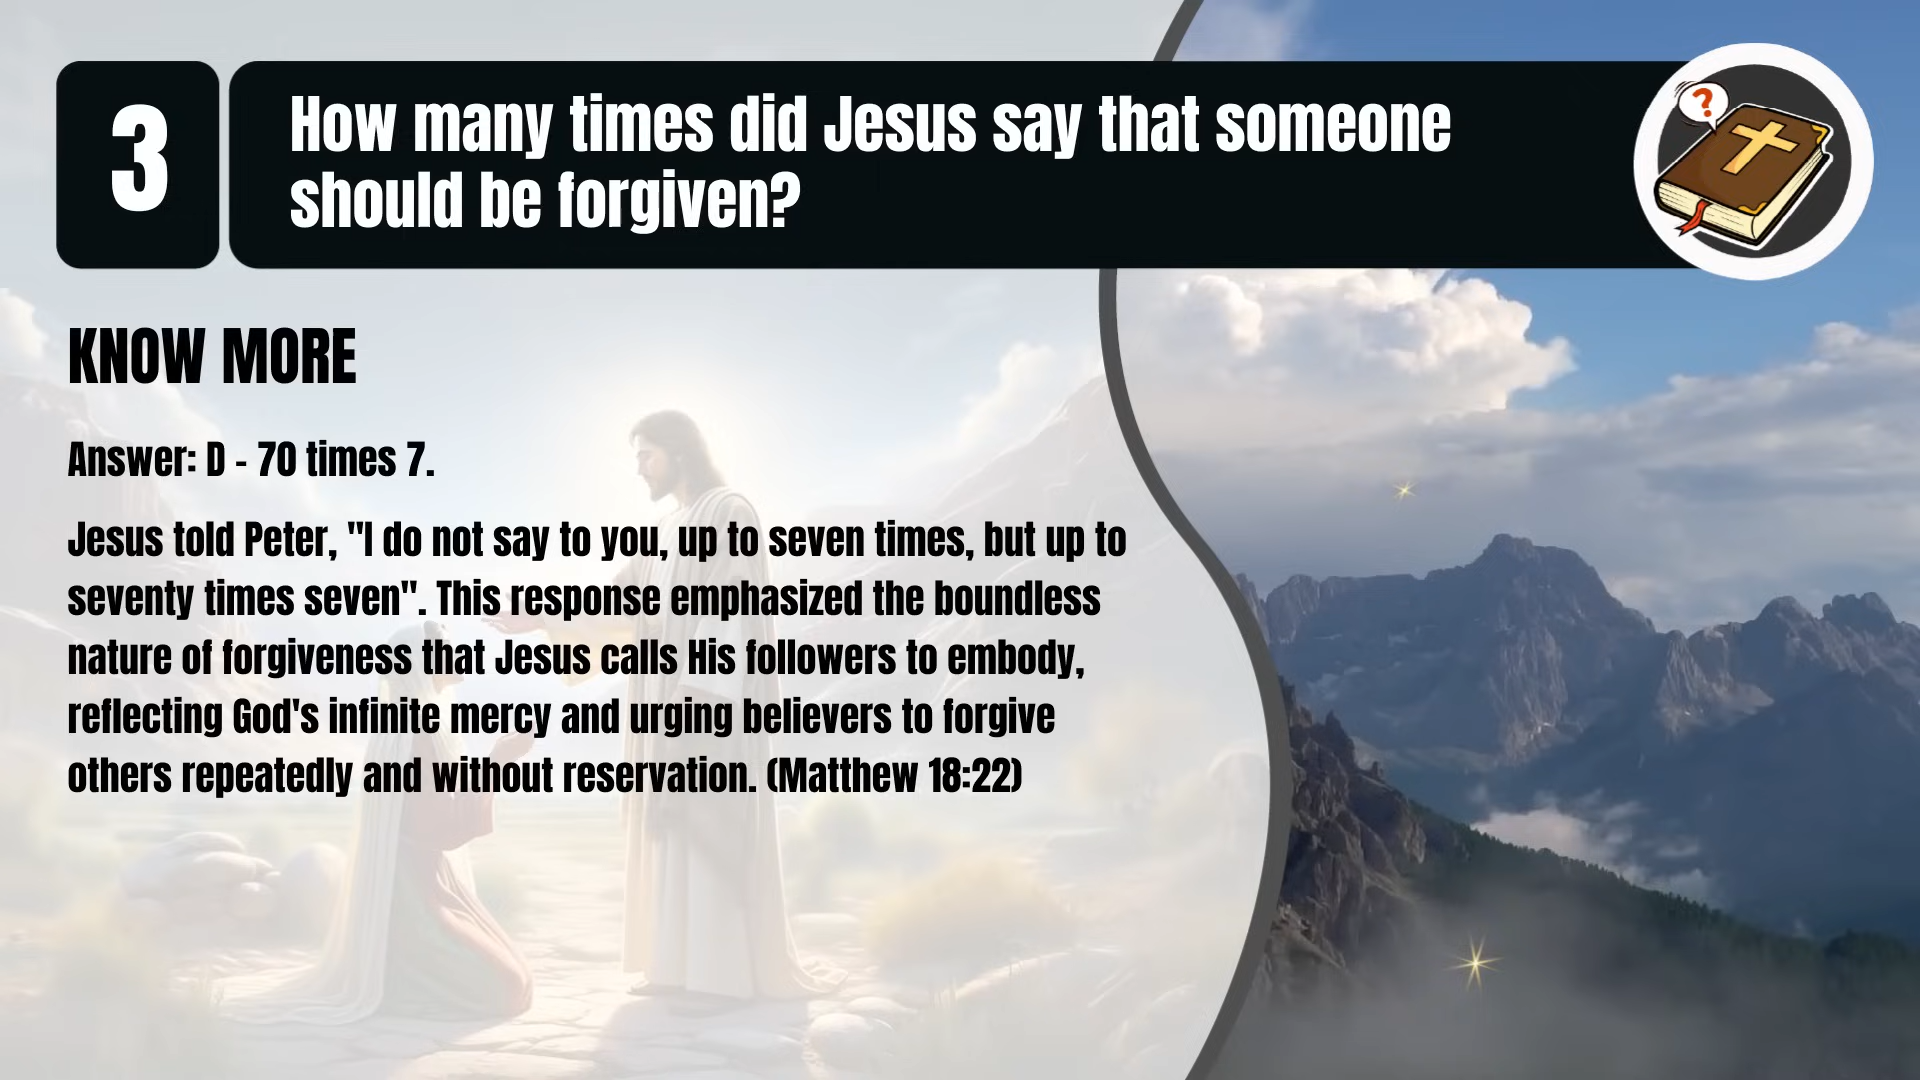 3
How many times did Jesus say that someone
should be forgiven?
?
KNOW MORE
Answer: D - 70 times 7.
Jesus told Peter, "I do not say to you, up to seven times, but up to
seventy times seven". This response emphasized the boundless
nature of forgiveness that Jesus calls His followers to embody,
reflecting God's infinite mercy and urging believers to forgive
others repeatedly and without reservation. (Matthew 18:22)